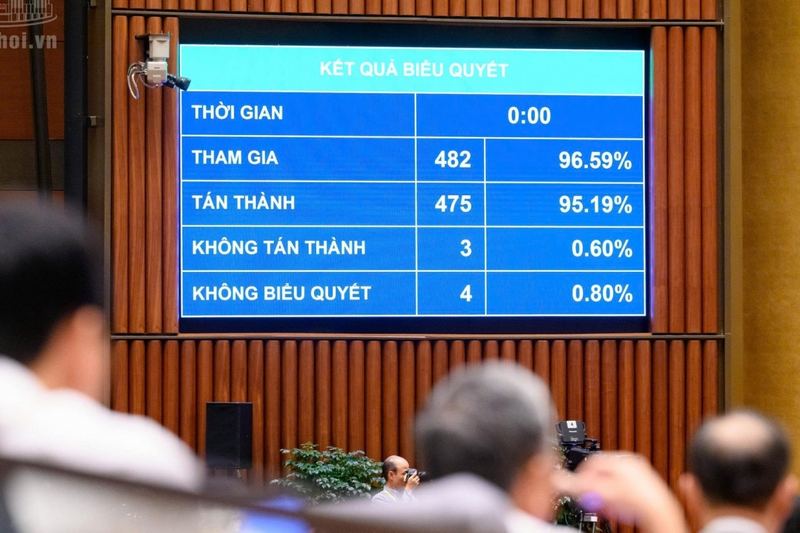 hoi.vn
KẾT QUẢ BIỂU QUYẾT
THỜI GIAN 0:00
THAM GIA 482 96.59%
TÁN THÀNH 475 95.19%
KHÔNG TÁN THÀNH 3 0.60%
KHÔNG BIỂU QUYẾT 4 0.80%